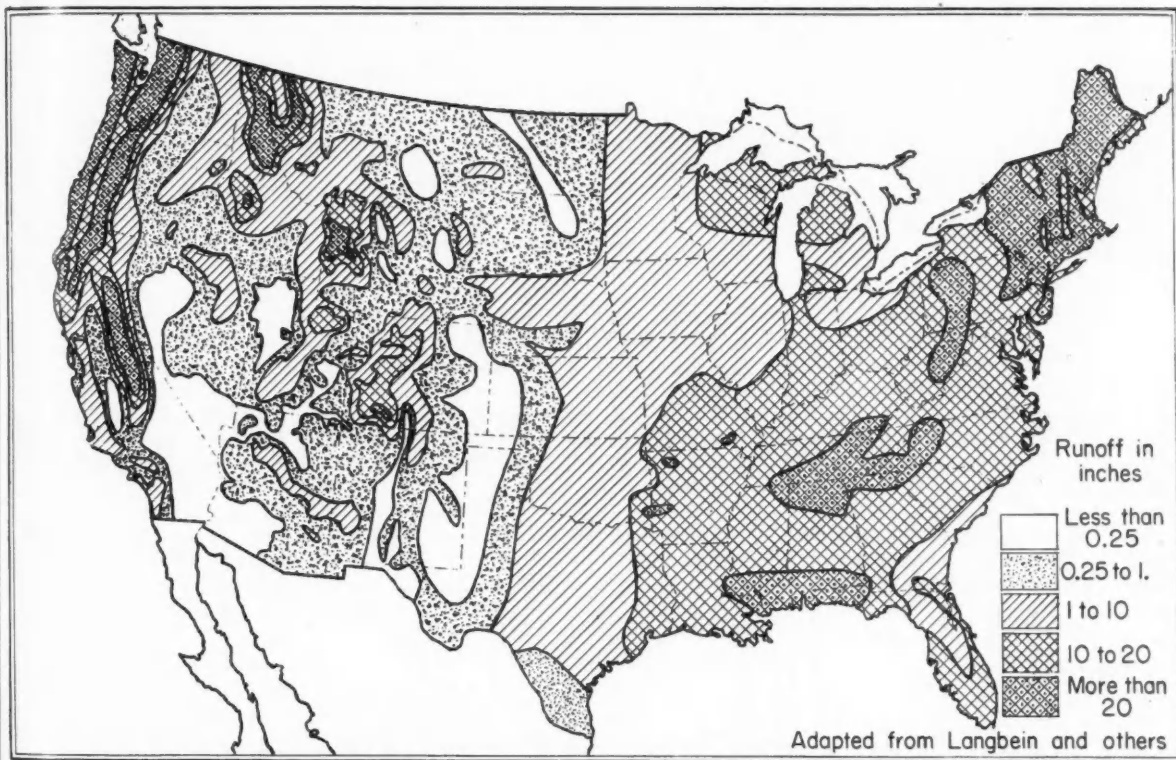 Runoff in
inches
Less than
0.25
0.25 to 1.
1 to 10
10 to 20
More than
20
Adapted from Langbein and others